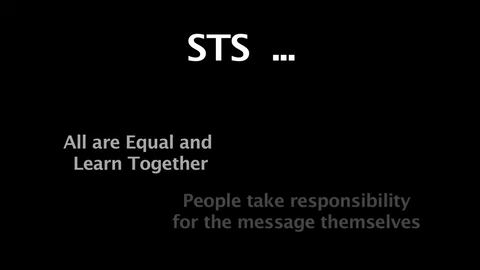 STS ...
All are Equal and
Learn Together
People take responsibility
for the message themselves